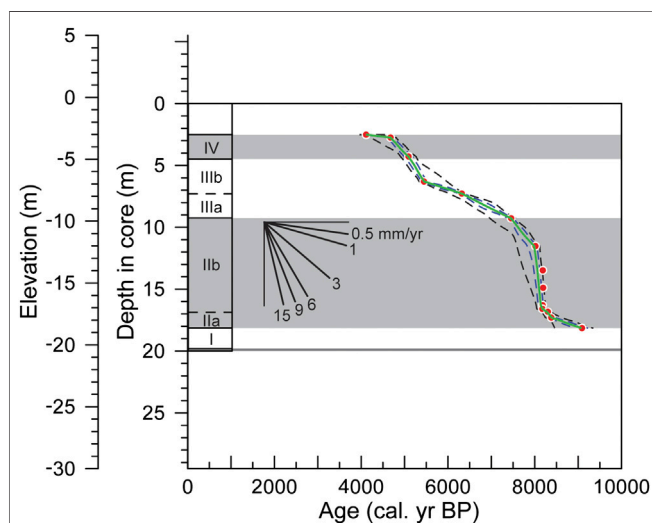 5
0
-5
-10
-15
-20
-25
-30
Elevation (m)
0
5
10
15
20
25
Depth in core (m)
IV
IIIb
IIIa
IIb
IIa
I
0.5 mm/yr
1
3
6
9
15
0 2000 4000 6000 8000 10000
Age (cal. yr BP)